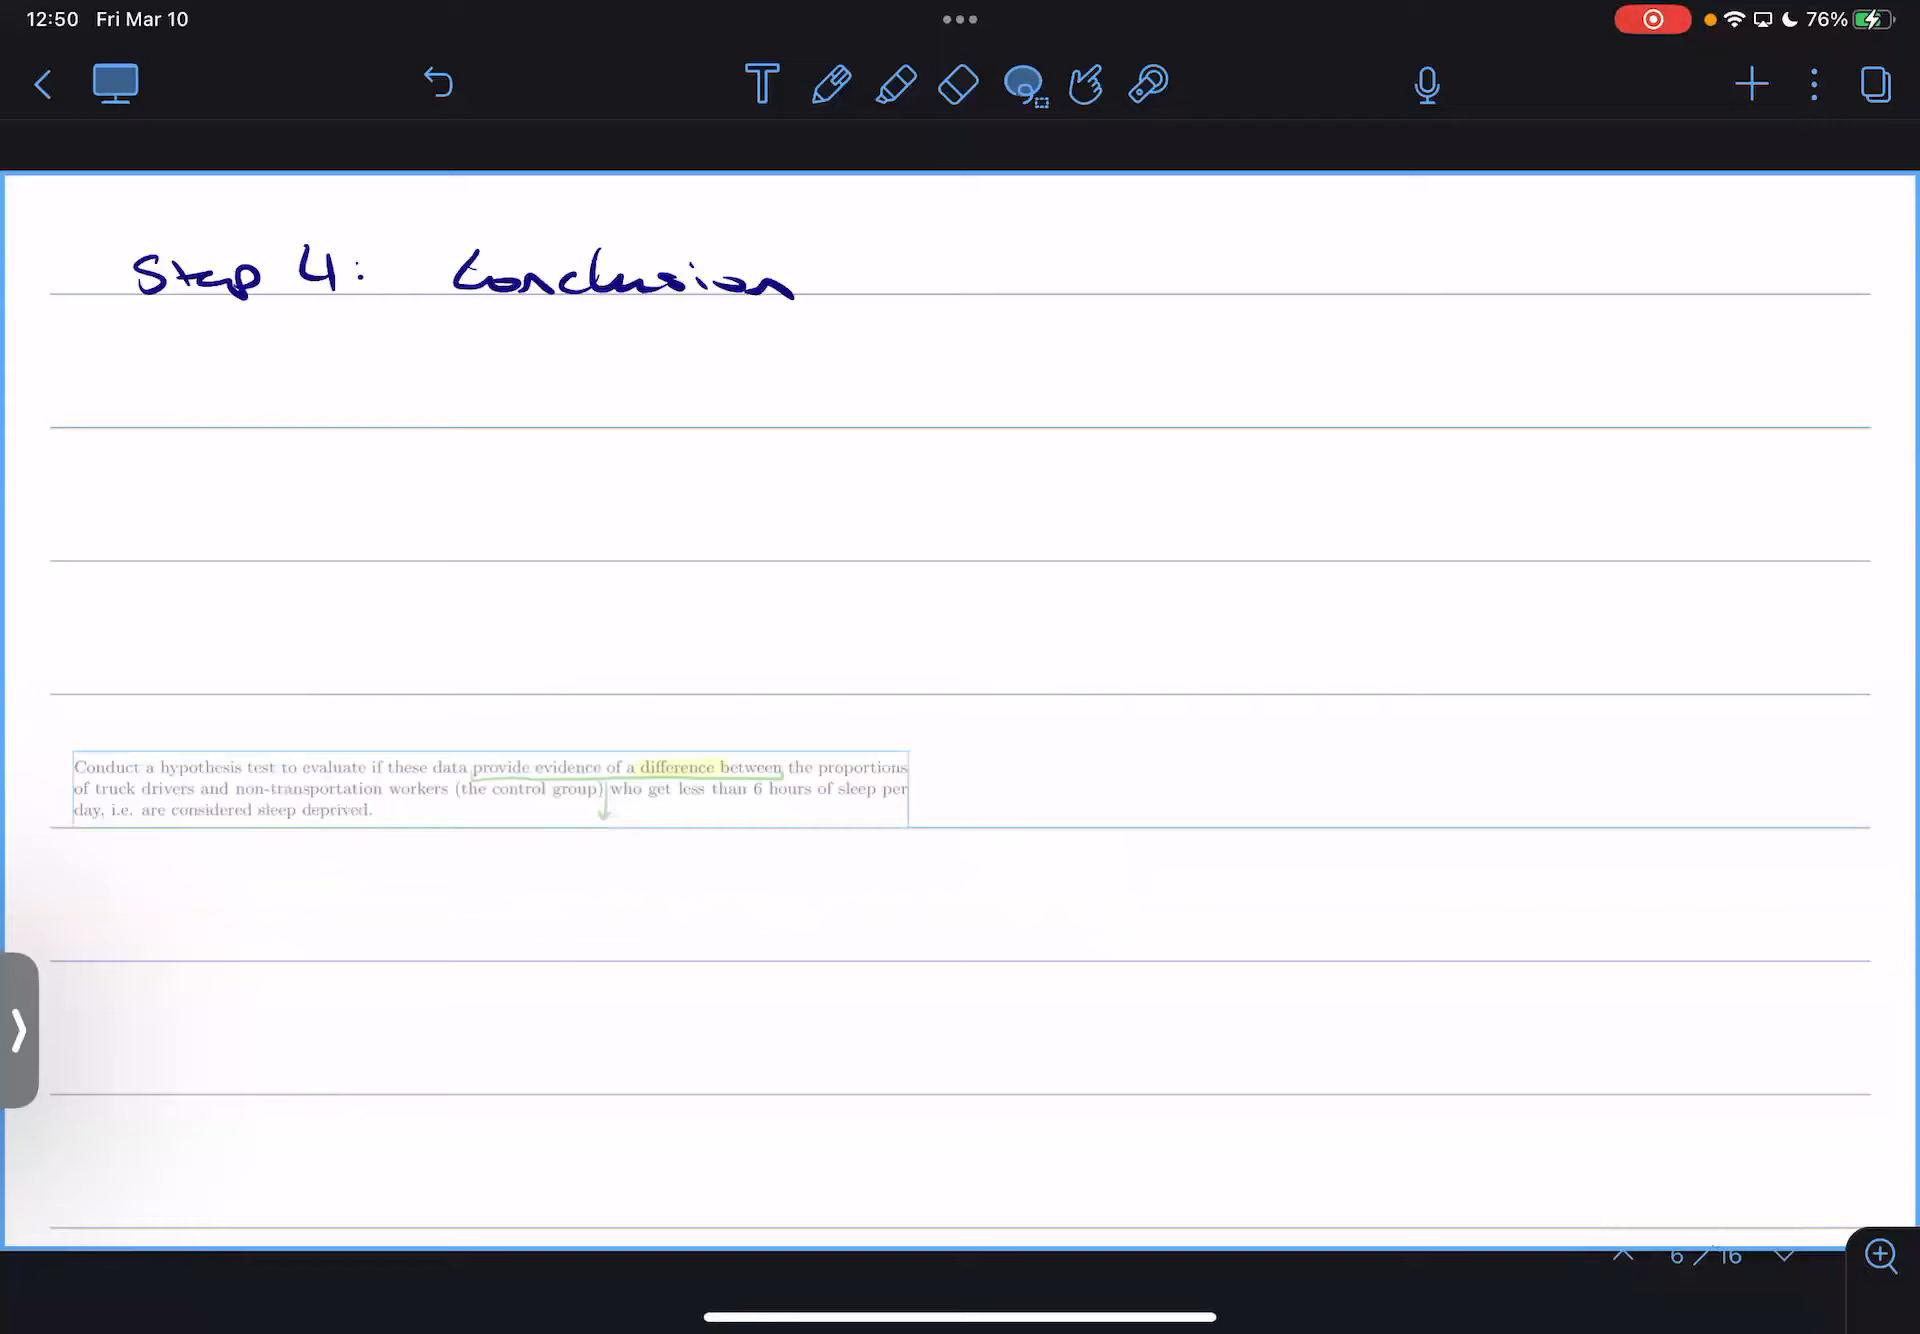 12:50 Fri Mar 10
76%
Step 4: Conclusion
Conduct a hypothesis test to evaluate if these data provide evidence of a difference between the proportions
of truck drivers and non-transportation workers (the control group) who get less than 6 hours of sleep per
day, i.e. are considered sleep deprived.
6 / 16